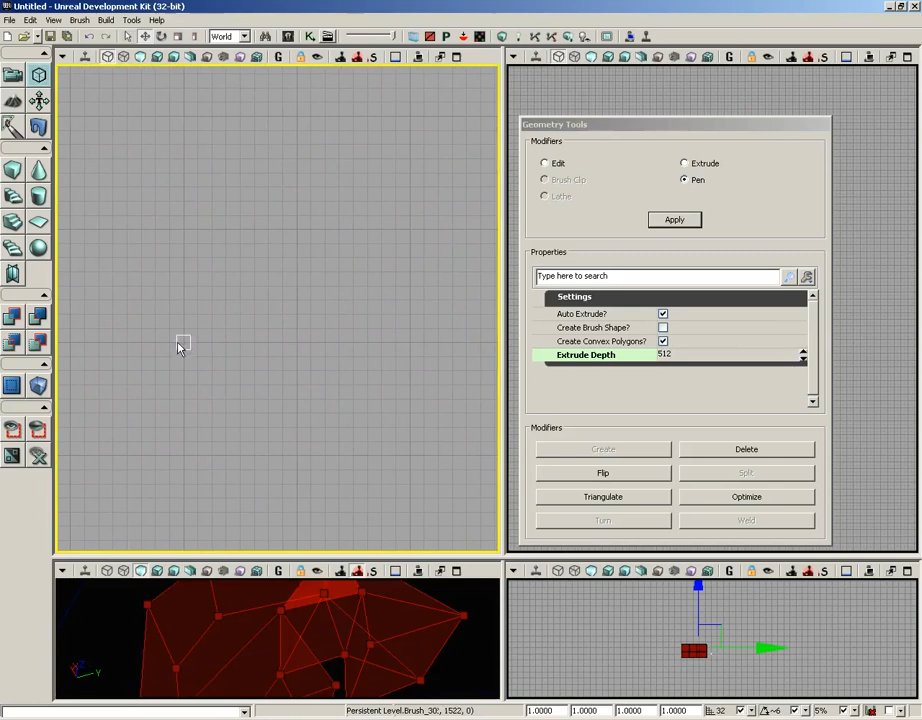 Untitled - Unreal Development Kit (32-bit)
File Edit View Brush Build Tools Help
World
K
P
S
G
S
G
S
Geometry Tools
Modifiers
Edit
Extrude
Brush Clip
Pen
Lathe
Apply
Properties
Type here to search
Settings
Auto Extrude?
Create Brush Shape?
Create Convex Polygons?
Extrude Depth 512
Modifiers
Create Delete
Flip Split
Triangulate Optimize
Turn Weld
G
S
G
S
Z
X
Y
Persistent Level.Brush_30; 1522, 0)
1.0000 1.0000 1.0000 1.0000 32 ~6 5%